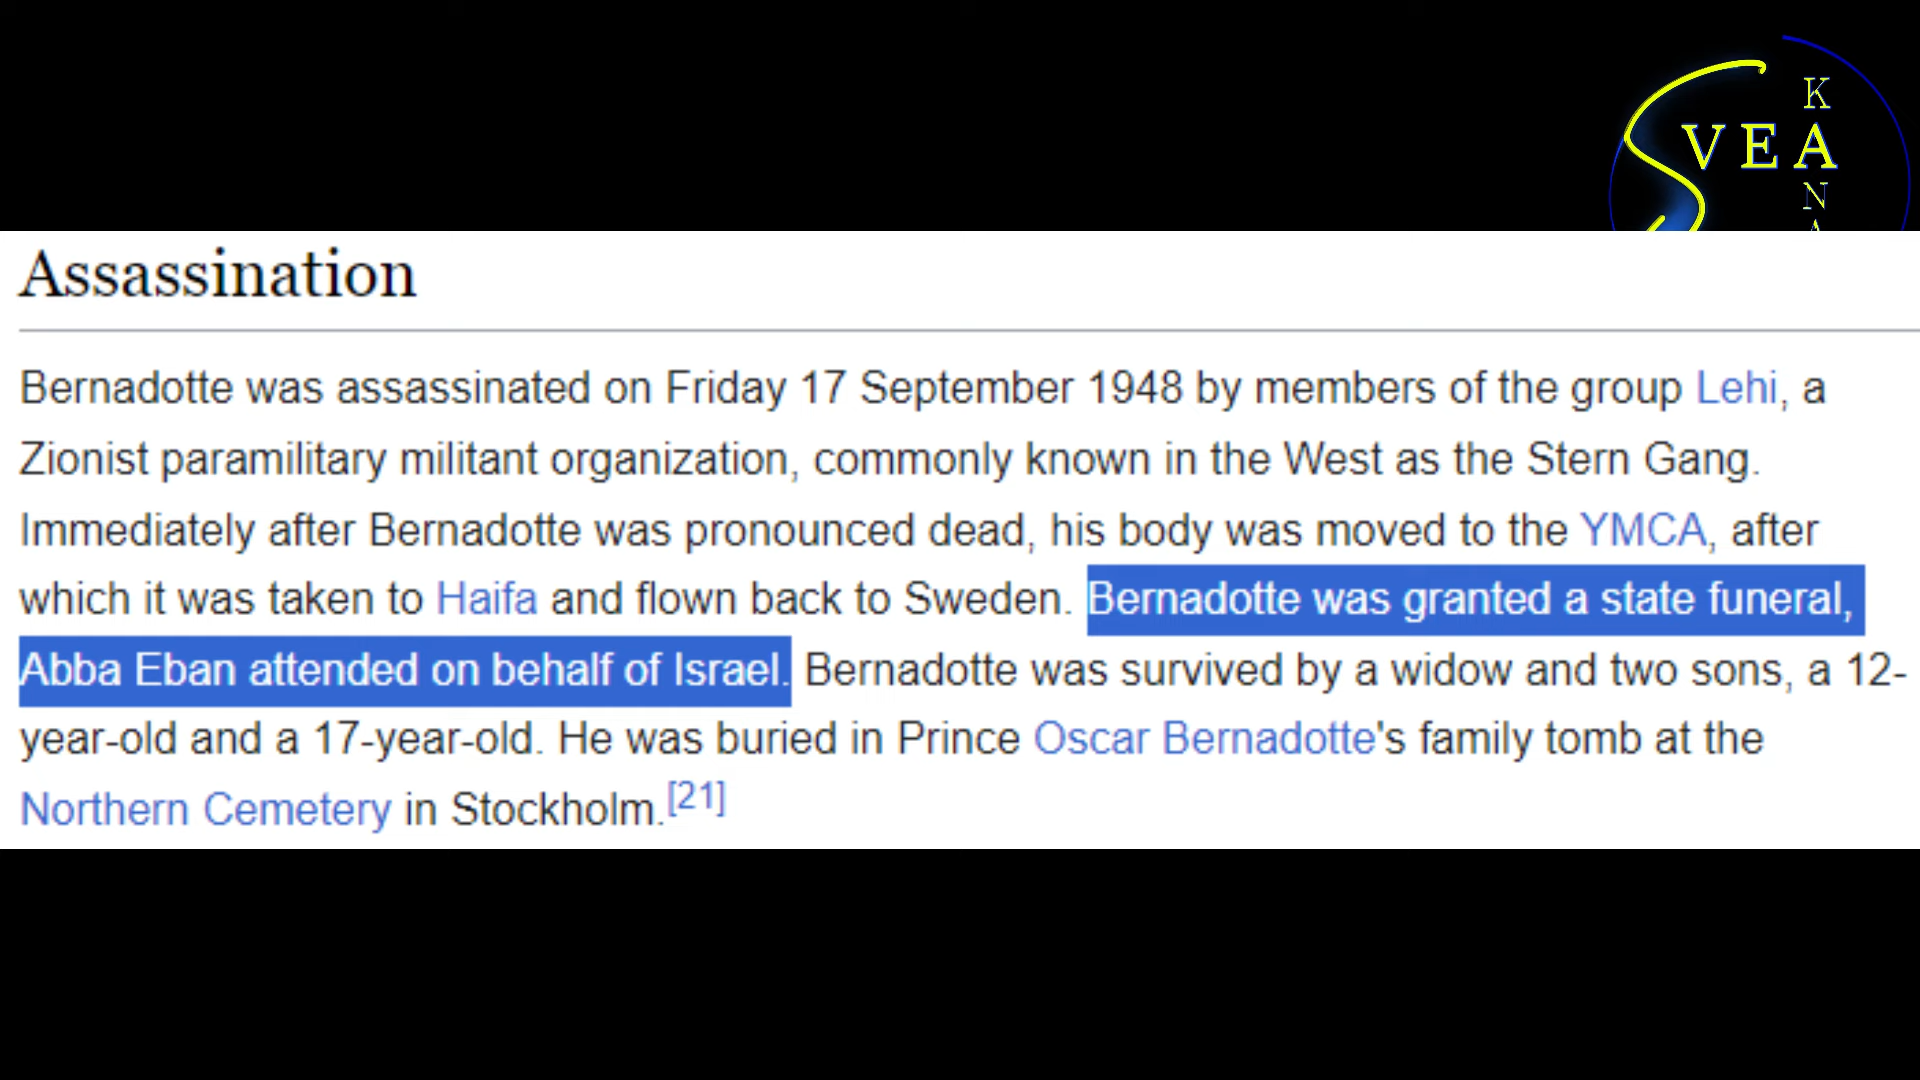 K
VEA
N
A
Assassination
Bernadotte was assassinated on Friday 17 September 1948 by members of the group Lehi, a
Zionist paramilitary militant organization, commonly known in the West as the Stern Gang.
Immediately after Bernadotte was pronounced dead, his body was moved to the YMCA, after
which it was taken to Haifa and flown back to Sweden. Bernadotte was granted a state funeral,
Abba Eban attended on behalf of Israel. Bernadotte was survived by a widow and two sons, a 12-
year-old and a 17-year-old. He was buried in Prince Oscar Bernadotte's family tomb at the
Northern Cemetery in Stockholm.[21]